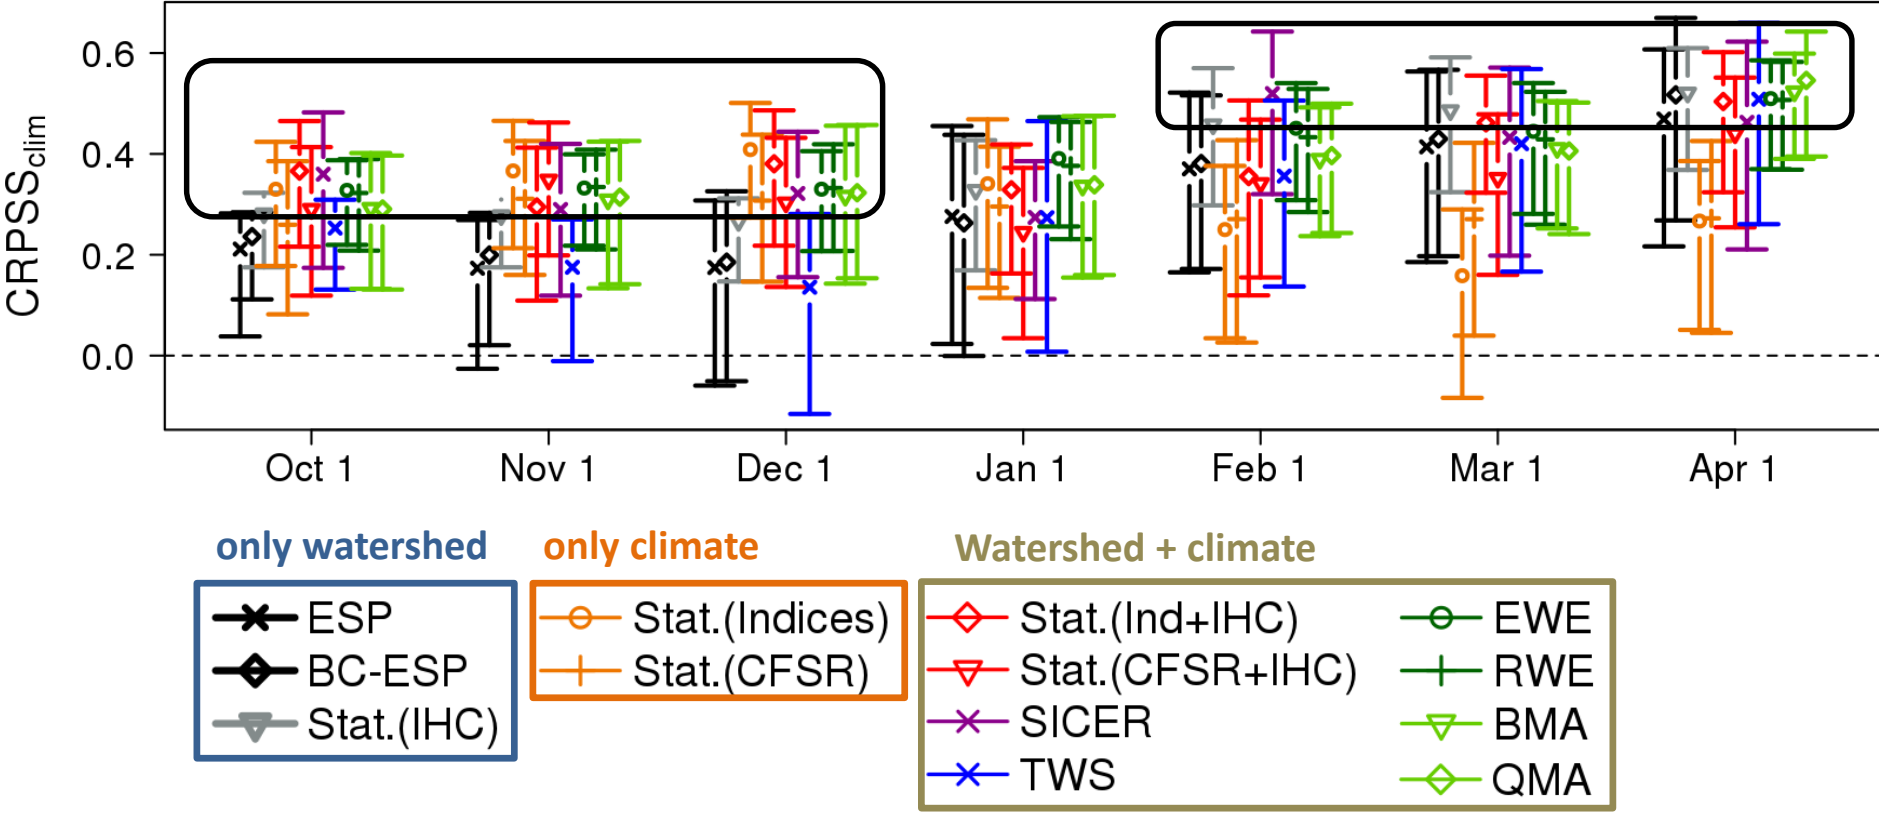 CRPSSclim
0.6
0.4
0.2
0.0
Oct 1 Nov 1 Dec 1 Jan 1 Feb 1 Mar 1 Apr 1
only watershed only climate Watershed + climate
ESP Stat.(Indices) Stat.(Ind+IHC) EWE
BC-ESP Stat.(CFSR) Stat.(CFSR+IHC) RWE
Stat.(IHC) SICER BMA
TWS QMA